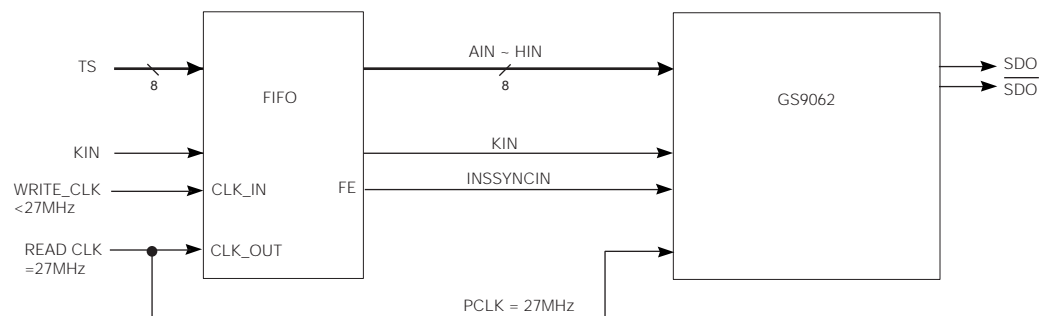 TS
8
FIFO
AIN ~ HIN
8
GS9062
SDO
SDO
KIN
KIN
WRITE_CLK
<27MHz
CLK_IN
FE
INSSYNCIN
READ CLK
=27MHz
CLK_OUT
PCLK = 27MHz